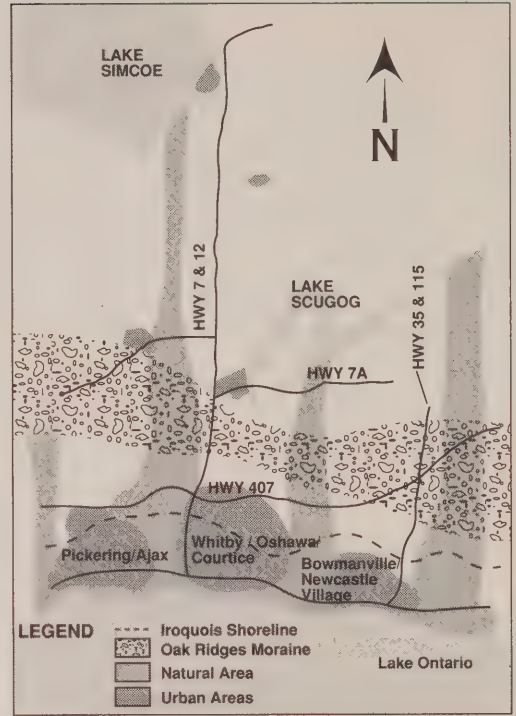 LAKE
SIMCOE
N
HWY 7 & 12
LAKE
SCUGOG
HWY 35 & 115
HWY 7A
HWY 407
Pickering/Ajax
Whitby / Oshawa
Courtice
Bowmanville/
Newcastle
Village
LEGEND
Iroquois Shoreline
Oak Ridges Moraine
Natural Area
Urban Areas
Lake Ontario